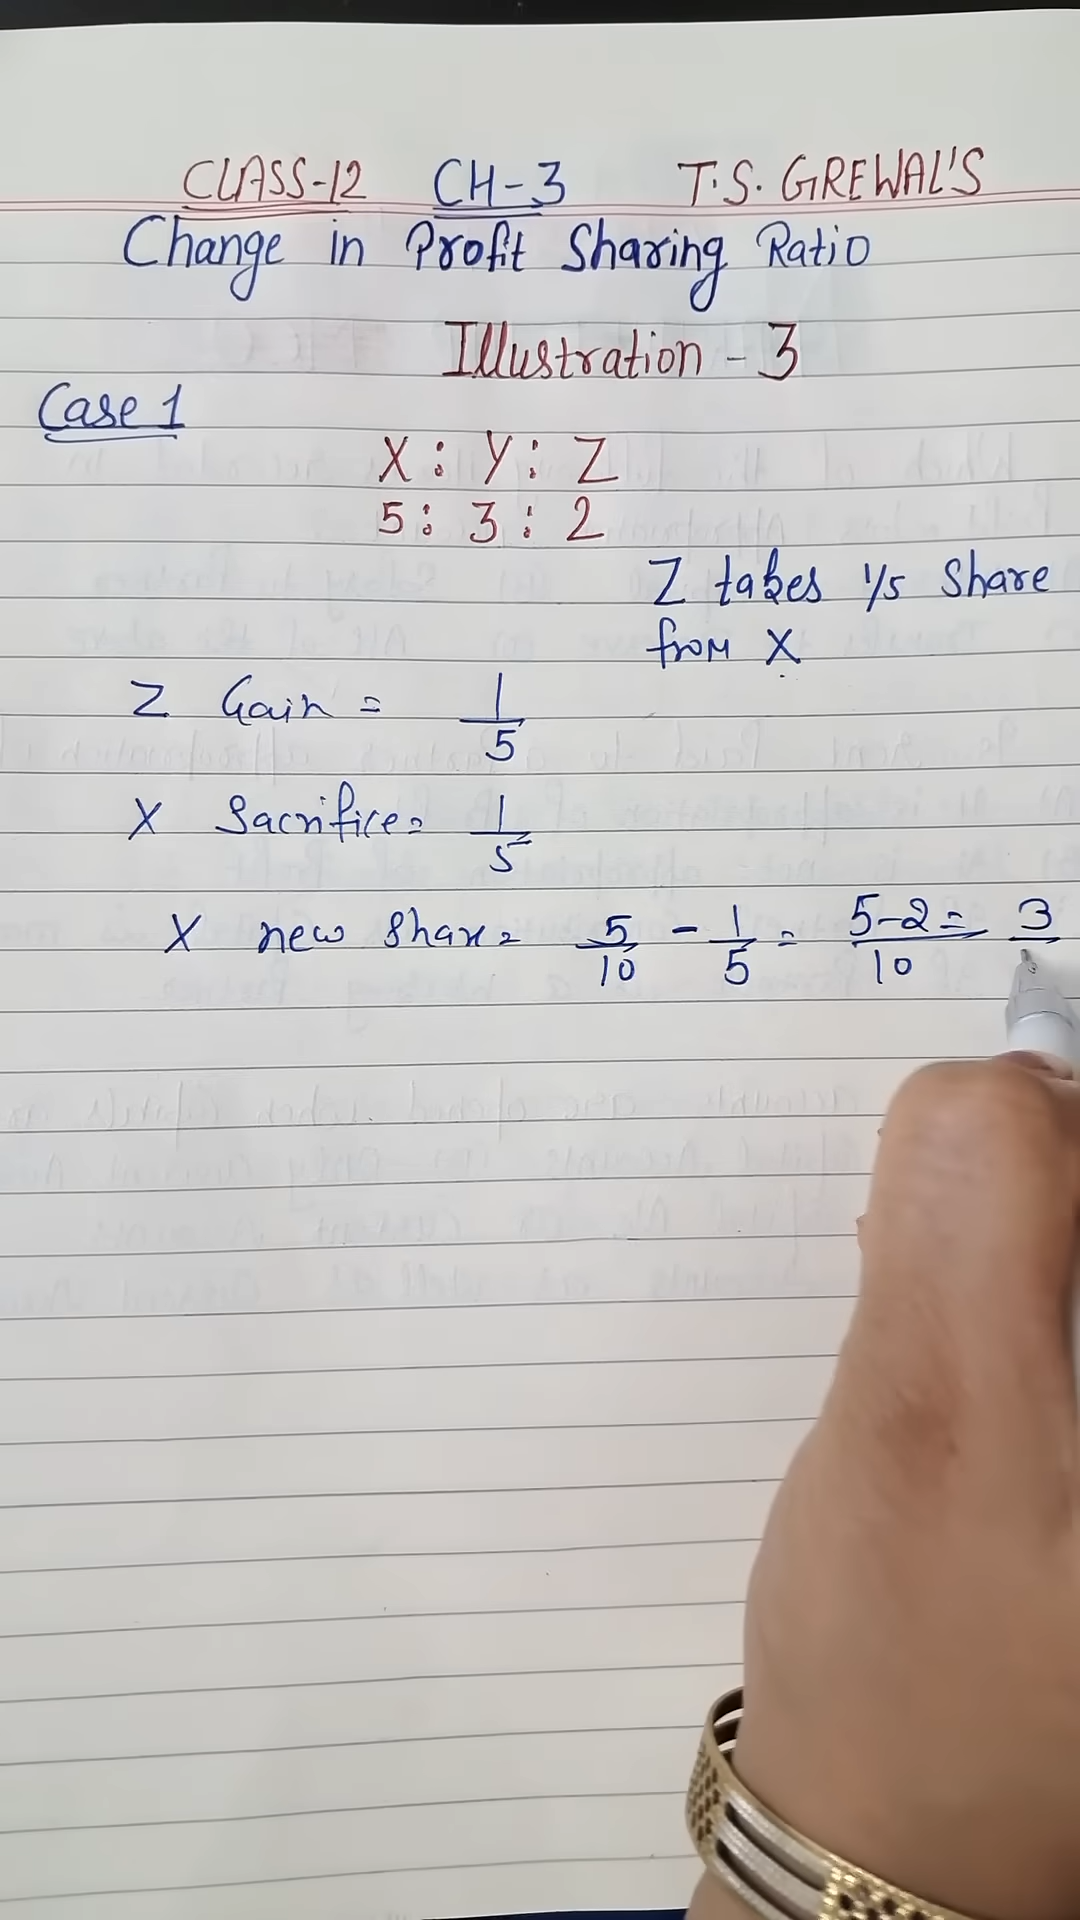 CLASS-12 CH-3 T.S. GREWAL'S
Change in Profit Sharing Ratio
Illustration - 3
Case 1
X : Y : Z
5 : 3 : 2
Z takes 1/5 Share
from X
Z Gain = 1/5
X Sacrifice = 1/5
X new Share = 5/10 - 1/5 = 5-2/10 = 3